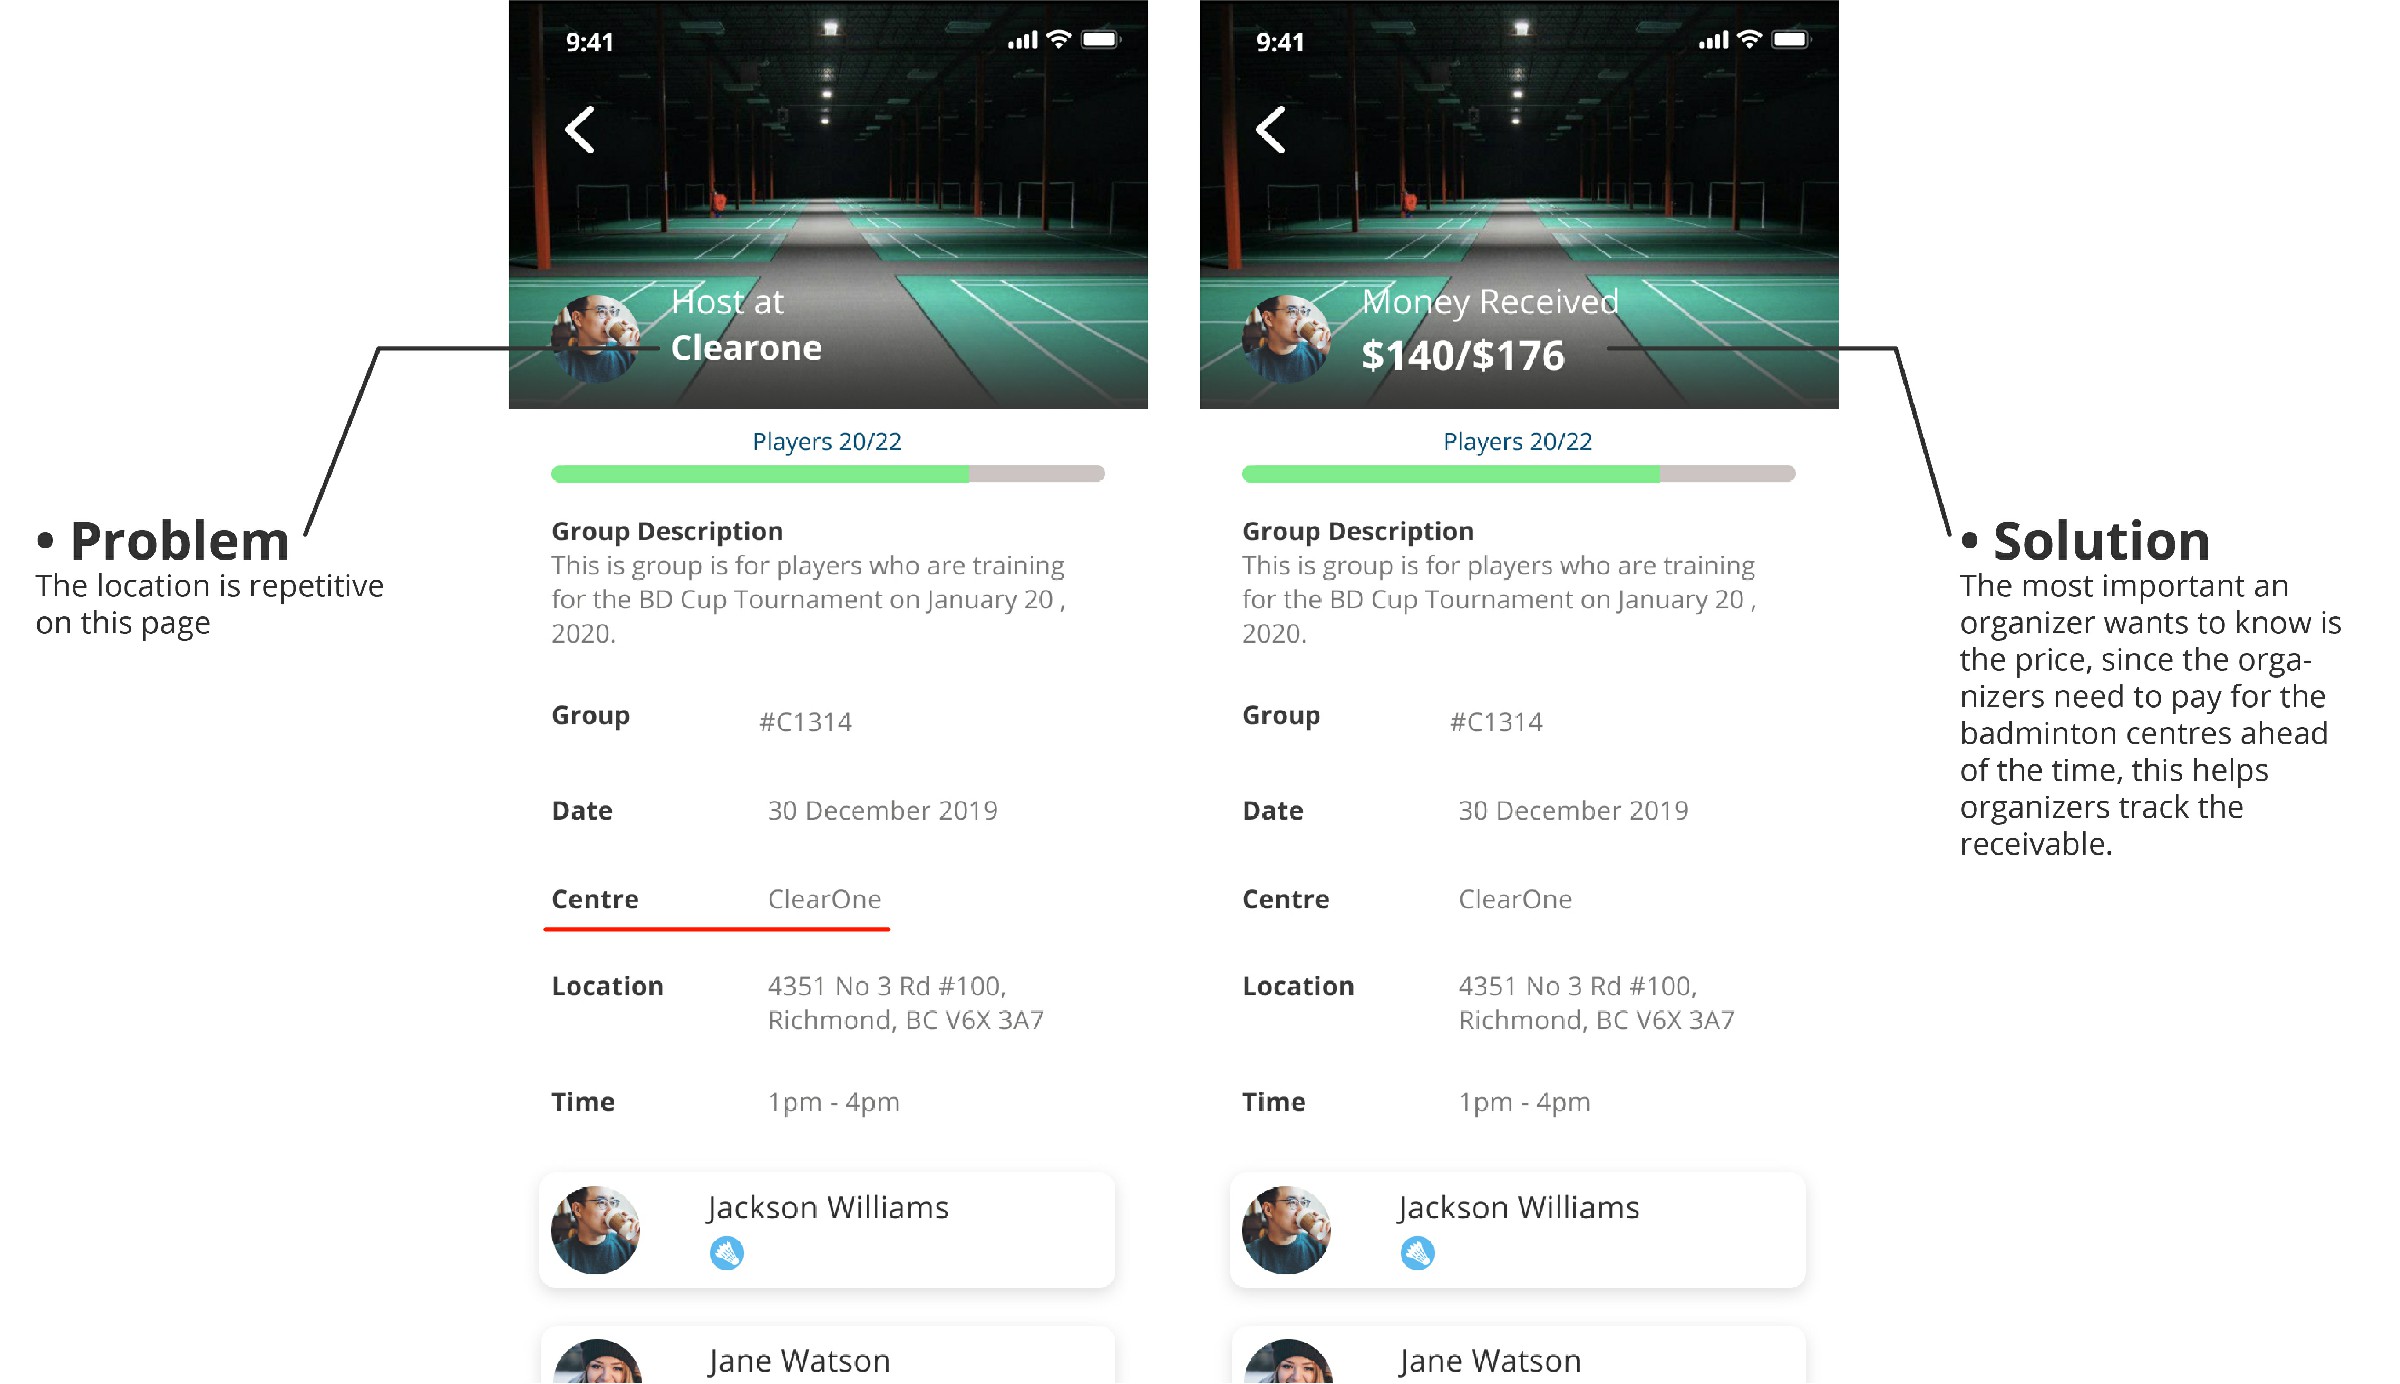 • Problem
The location is repetitive
on this page
9:41
Host at
Clearone
Players 20/22
Group Description
This is group is for players who are training
for the BD Cup Tournament on January 20 ,
2020.
Group #C1314
Date 30 December 2019
Centre ClearOne
Location 4351 No 3 Rd #100,
Richmond, BC V6X 3A7
Time 1pm - 4pm
Jackson Williams
Jane Watson
9:41
Money Received
$140/$176
Players 20/22
Group Description
This is group is for players who are training
for the BD Cup Tournament on January 20 ,
2020.
Group #C1314
Date 30 December 2019
Centre ClearOne
Location 4351 No 3 Rd #100,
Richmond, BC V6X 3A7
Time 1pm - 4pm
Jackson Williams
Jane Watson
• Solution
The most important an
organizer wants to know is
the price, since the orga-
nizers need to pay for the
badminton centres ahead
of the time, this helps
organizers track the
receivable.